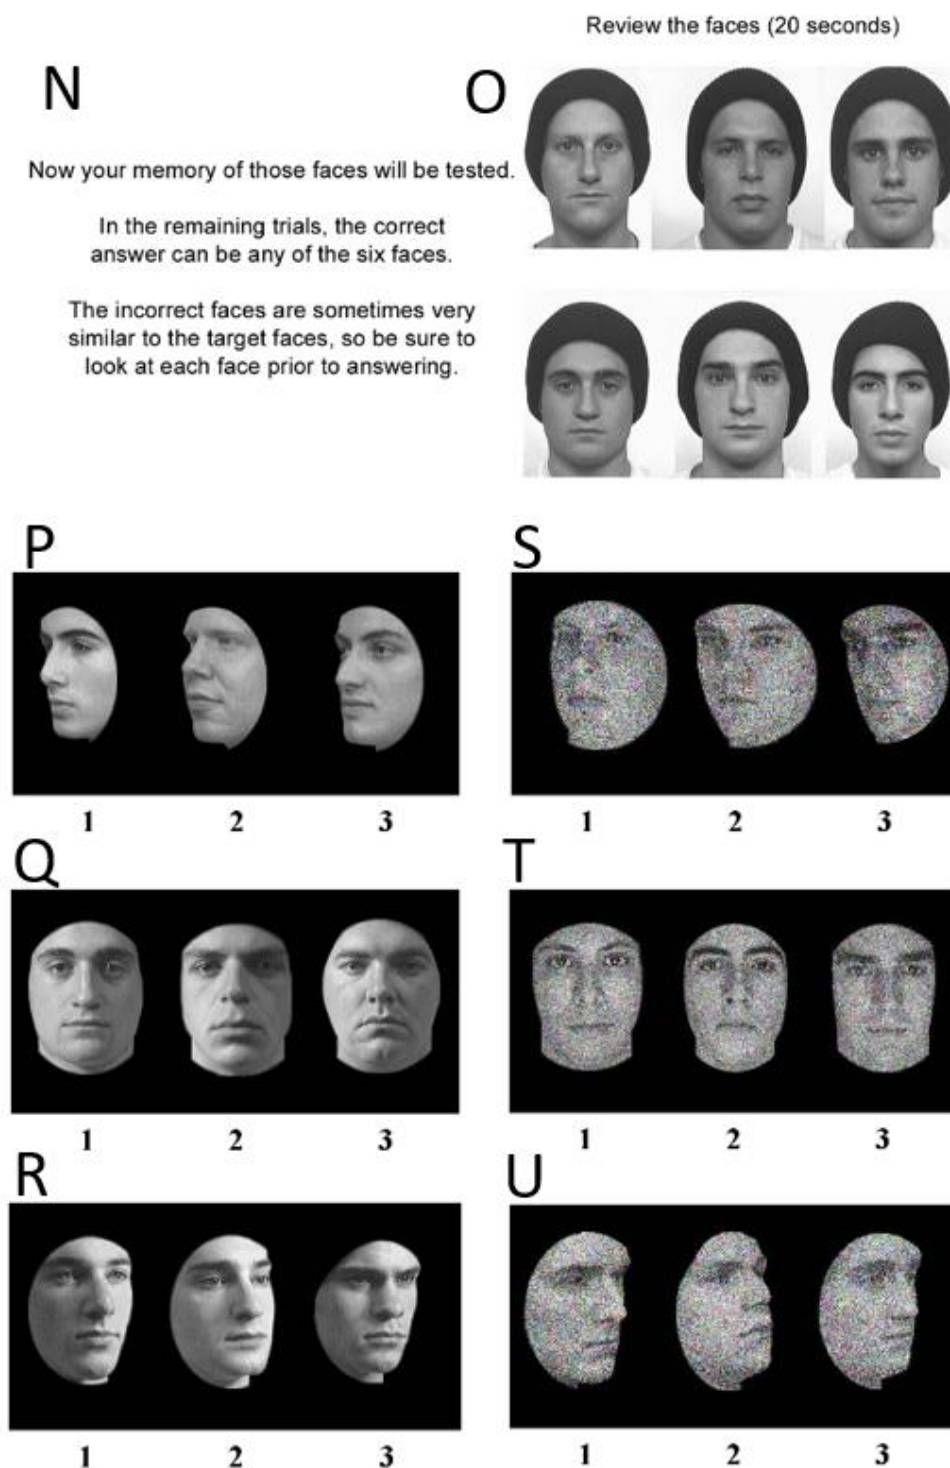 Review the faces (20 seconds)
N
O
Now your memory of those faces will be tested.
In the remaining trials, the correct
answer can be any of the six faces.
The incorrect faces are sometimes very
similar to the target faces, so be sure to
look at each face prior to answering.
P
S
1 2 3
1 2 3
Q
T
1 2 3
1 2 3
R
U
1 2 3
1 2 3